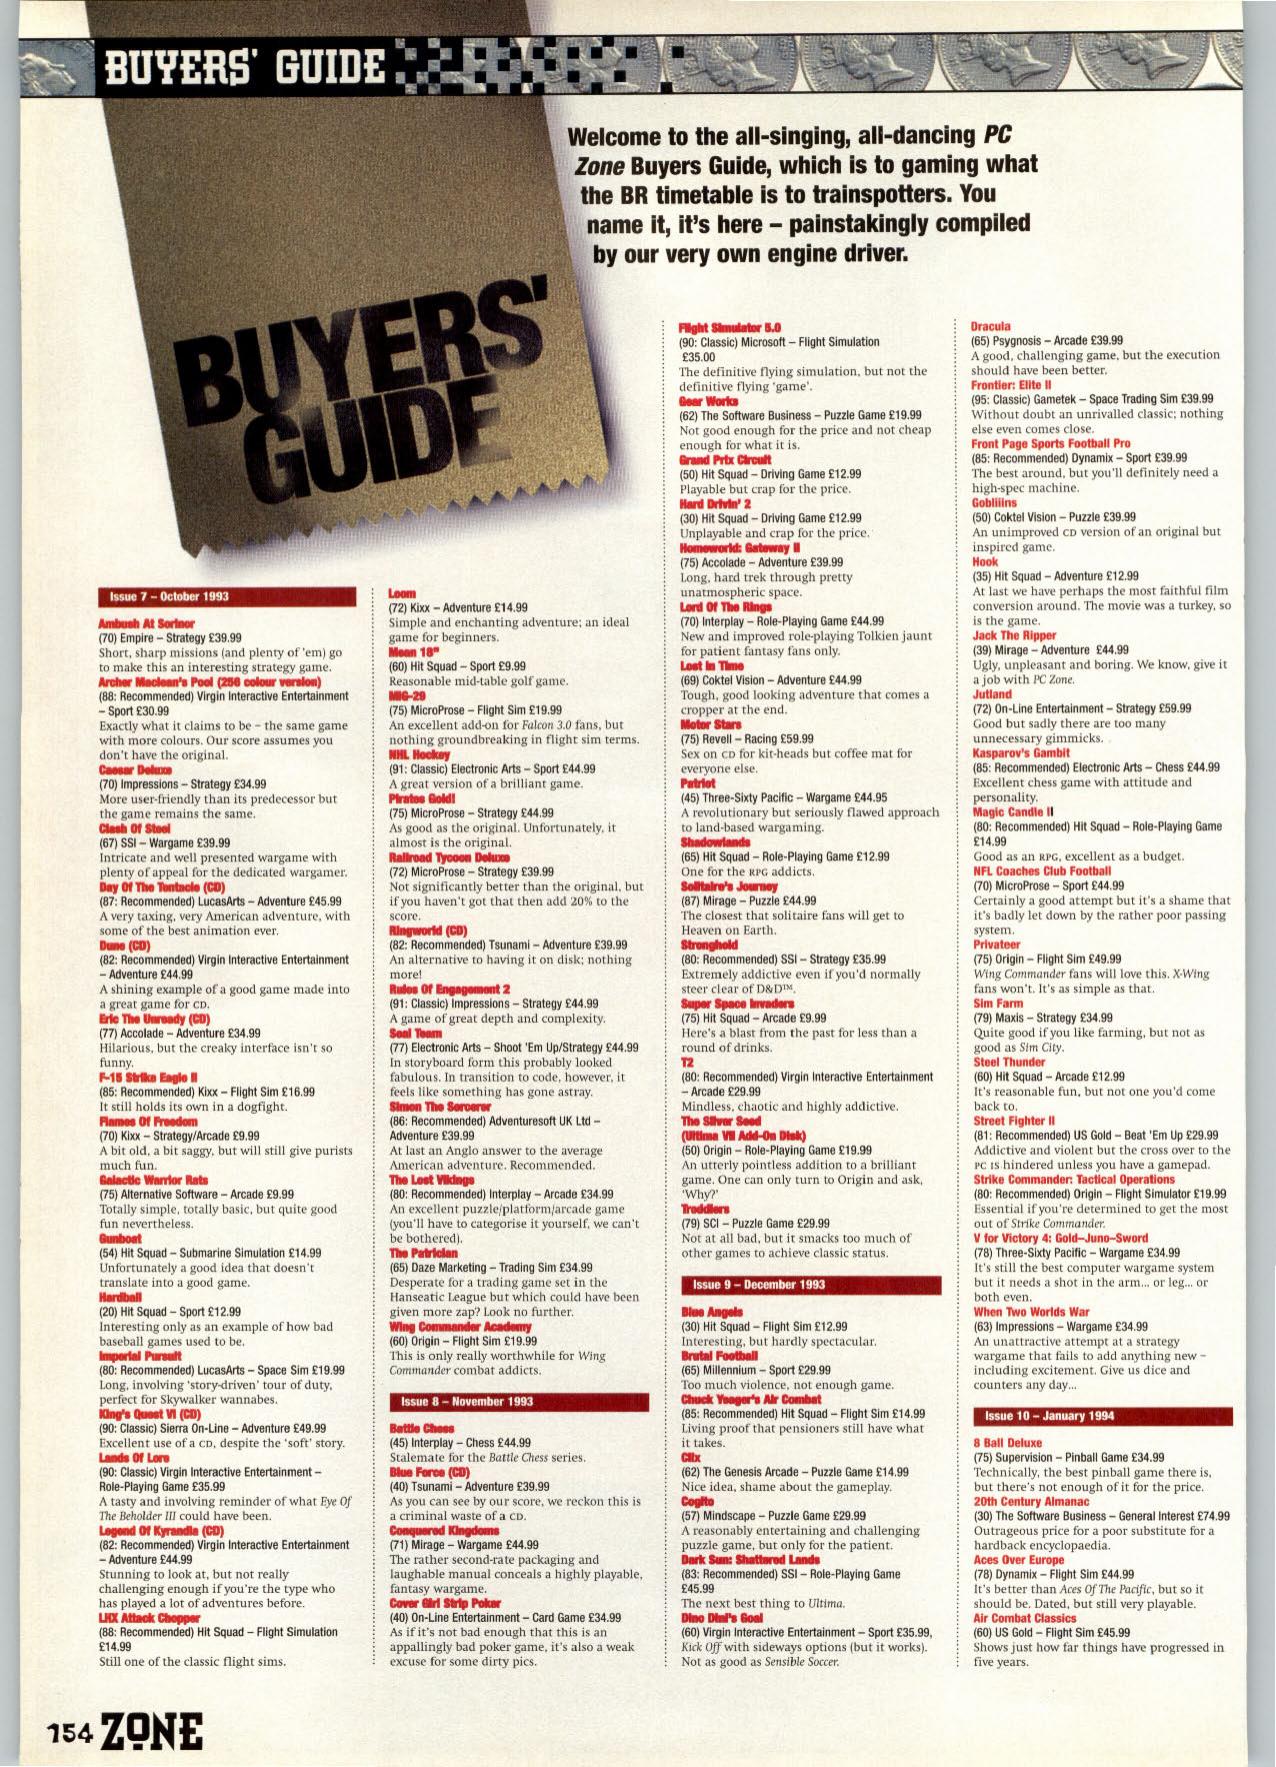 BUYERS' GUIDE
Welcome to the all-singing, all-dancing PC
Zone Buyers Guide, which is to gaming what
the BR timetable is to trainspotters. You
name it, it's here – painstakingly compiled
by our very own engine driver.
BUYERS'
GUIDE
Issue 7 – October 1993
Ambush At Sorinor
(70) Empire – Strategy £39.99
Short, sharp missions (and plenty of 'em) go
to make this an interesting strategy game.
Archer Maclean's Pool (256 colour version)
(88: Recommended) Virgin Interactive Entertainment
– Sport £30.99
Exactly what it claims to be – the same game
with more colours. Our score assumes you
don't have the original.
Caesar Deluxe
(70) Impressions – Strategy £34.99
More user-friendly than its predecessor but
the game remains the same.
Clash Of Steel
(67) SSI – Wargame £39.99
Intricate and well presented wargame with
plenty of appeal for the dedicated wargamer.
Day Of The Tentacle (CD)
(87: Recommended) LucasArts – Adventure £45.99
A very taxing, very American adventure, with
some of the best animation ever.
Dune (CD)
(82: Recommended) Virgin Interactive Entertainment
– Adventure £44.99
A shining example of a good game made into
a great game for CD.
Eric The Unready (CD)
(77) Accolade – Adventure £34.99
Hilarious, but the creaky interface isn't so
funny.
F-15 Strike Eagle II
(85: Recommended) Kixx – Flight Sim £16.99
It still holds its own in a dogfight.
Flames Of Freedom
(70) Kixx – Strategy/Arcade £9.99
A bit old, a bit saggy, but will still give purists
much fun.
Galactic Warrior Rats
(75) Alternative Software – Arcade £9.99
Totally simple, totally basic, but quite good
fun nevertheless.
Gunboat
(54) Hit Squad – Submarine Simulation £14.99
Unfortunately a good idea that doesn't
translate into a good game.
Hardball
(20) Hit Squad – Sport £12.99
Interesting only as an example of how bad
baseball games used to be.
Imperial Pursuit
(80: Recommended) LucasArts – Space Sim £19.99
Long, involving 'story-driven' tour of duty,
perfect for Skywalker wannabes.
King's Quest VI (CD)
(90: Classic) Sierra On-Line – Adventure £49.99
Excellent use of a CD, despite the 'soft' story.
Lands Of Lore
(90: Classic) Virgin Interactive Entertainment –
Role-Playing Game £35.99
A tasty and involving reminder of what Eye Of
The Beholder III could have been.
Legend Of Kyrandia (CD)
(82: Recommended) Virgin Interactive Entertainment
– Adventure £44.99
Stunning to look at, but not really
challenging enough if you're the type who
has played a lot of adventures before.
LHX Attack Chopper
(88: Recommended) Hit Squad – Flight Simulation
£14.99
Still one of the classic flight sims.
Loom
(72) Kixx – Adventure £14.99
Simple and enchanting adventure; an ideal
game for beginners.
Mean 18"
(60) Hit Squad – Sport £9.99
Reasonable mid-table golf game.
MIG-29
(75) MicroProse – Flight Sim £19.99
An excellent add-on for Falcon 3.0 fans, but
nothing groundbreaking in flight sim terms.
NHL Hockey
(91: Classic) Electronic Arts – Sport £44.99
A great version of a brilliant game.
Pirates Gold!
(75) MicroProse – Strategy £44.99
As good as the original. Unfortunately, it
almost is the original.
Railroad Tycoon Deluxe
(72) MicroProse – Strategy £39.99
Not significantly better than the original, but
if you haven't got that then add 20% to the
score.
Ringworld (CD)
(82: Recommended) Tsunami – Adventure £39.99
An alternative to having it on disk; nothing
more!
Rules Of Engagement 2
(91: Classic) Impressions – Strategy £44.99
A game of great depth and complexity.
Seal Team
(77) Electronic Arts – Shoot 'Em Up/Strategy £44.99
In storyboard form this probably looked
fabulous. In transition to code, however, it
feels like something has gone astray.
Simon The Sorcerer
(86: Recommended) Adventuresoft UK Ltd –
Adventure £39.99
At last an Anglo answer to the average
American adventure. Recommended.
The Lost Vikings
(80: Recommended) Interplay – Arcade £34.99
An excellent puzzle/platform/arcade game
(you'll have to categorise it yourself, we can't
be bothered).
The Patrician
(65) Daze Marketing – Trading Sim £34.99
Desperate for a trading game set in the
Hanseatic League but which could have been
given more zap? Look no further.
Wing Commander Academy
(60) Origin – Flight Sim £19.99
This is only really worthwhile for Wing
Commander combat addicts.
Issue 8 – November 1993
Battle Chess
(45) Interplay – Chess £44.99
Stalemate for the Battle Chess series.
Blue Force (CD)
(40) Tsunami – Adventure £39.99
As you can see by our score, we reckon this is
a criminal waste of a CD.
Conquered Kingdoms
(71) Mirage – Wargame £44.99
The rather second-rate packaging and
laughable manual conceals a highly playable,
fantasy wargame.
Cover Girl Strip Poker
(40) On-Line Entertainment – Card Game £34.99
As if it's not bad enough that this is an
appallingly bad poker game, it's also a weak
excuse for some dirty pics.
Flight Simulator 5.0
(90: Classic) Microsoft – Flight Simulation
£35.00
The definitive flying simulation, but not the
definitive flying 'game'.
Gear Works
(62) The Software Business – Puzzle Game £19.99
Not good enough for the price and not cheap
enough for what it is.
Grand Prix Circuit
(50) Hit Squad – Driving Game £12.99
Playable but crap for the price.
Hard Drivin' 2
(30) Hit Squad – Driving Game £12.99
Unplayable and crap for the price.
Homeworld: Gateway II
(75) Accolade – Adventure £39.99
Long, hard trek through pretty
unatmospheric space.
Lord Of The Rings
(70) Interplay – Role-Playing Game £44.99
New and improved role-playing Tolkien jaunt
for patient fantasy fans only.
Lost In Time
(69) Coktel Vision – Adventure £44.99
Tough, good looking adventure that comes a
cropper at the end.
Motor Stars
(75) Revell – Racing £59.99
Sex on CD for kit-heads but coffee mat for
everyone else.
Patriot
(45) Three-Sixty Pacific – Wargame £44.95
A revolutionary but seriously flawed approach
to land-based wargaming.
Shadowlands
(65) Hit Squad – Role-Playing Game £12.99
One for the RPG addicts.
Solitaire's Journey
(87) Mirage – Puzzle £44.99
The closest that solitaire fans will get to
Heaven on Earth.
Stronghold
(80: Recommended) SSI – Strategy £35.99
Extremely addictive even if you'd normally
steer clear of D&D™.
Super Space Invaders
(75) Hit Squad – Arcade £9.99
Here's a blast from the past for less than a
round of drinks.
T2
(80: Recommended) Virgin Interactive Entertainment
– Arcade £29.99
Mindless, chaotic and highly addictive.
The Silver Seed
(Ultima VII Add-On Disk)
(50) Origin – Role-Playing Game £19.99
An utterly pointless addition to a brilliant
game. One can only turn to Origin and ask,
'Why?'
Troddlers
(79) SCI – Puzzle Game £29.99
Not at all bad, but it smacks too much of
other games to achieve classic status.
Issue 9 – December 1993
Blue Angels
(30) Hit Squad – Flight Sim £12.99
Interesting, but hardly spectacular.
Brutal Football
(65) Millennium – Sport £29.99
Too much violence, not enough game.
Chuck Yeager's Air Combat
(85: Recommended) Hit Squad – Flight Sim £14.99
Living proof that pensioners still have what
it takes.
Clix
(62) The Genesis Arcade – Puzzle Game £14.99
Nice idea, shame about the gameplay.
Cogito
(57) Mindscape – Puzzle Game £29.99
A reasonably entertaining and challenging
puzzle game, but only for the patient.
Dark Sun: Shattered Lands
(83: Recommended) SSI – Role-Playing Game
£45.99
The next best thing to Ultima.
Dino Dini's Goal
(60) Virgin Interactive Entertainment – Sport £35.99,
Kick Off with sideways options (but it works).
Not as good as Sensible Soccer.
Dracula
(65) Psygnosis – Arcade £39.99
A good, challenging game, but the execution
should have been better.
Frontier: Elite II
(95: Classic) Gametek – Space Trading Sim £39.99
Without doubt an unrivalled classic; nothing
else even comes close.
Front Page Sports Football Pro
(85: Recommended) Dynamix – Sport £39.99
The best around, but you'll definitely need a
high-spec machine.
Gobliiins
(50) Coktel Vision – Puzzle £39.99
An unimproved CD version of an original but
inspired game.
Hook
(35) Hit Squad – Adventure £12.99
At last we have perhaps the most faithful film
conversion around. The movie was a turkey, so
is the game.
Jack The Ripper
(39) Mirage – Adventure £44.99
Ugly, unpleasant and boring. We know, give it
a job with PC Zone.
Jutland
(72) On-Line Entertainment – Strategy £59.99
Good but sadly there are too many
unnecessary gimmicks.
Kasparov's Gambit
(85: Recommended) Electronic Arts – Chess £44.99
Excellent chess game with attitude and
personality.
Magic Candle II
(80: Recommended) Hit Squad – Role-Playing Game
£14.99
Good as an RPG, excellent as a budget.
NFL Coaches Club Football
(70) MicroProse – Sport £44.99
Certainly a good attempt but it's a shame that
it's badly let down by the rather poor passing
system.
Privateer
(75) Origin – Flight Sim £49.99
Wing Commander fans will love this. X-Wing
fans won't. It's as simple as that.
Sim Farm
(79) Maxis – Strategy £34.99
Quite good if you like farming, but not as
good as Sim City.
Steel Thunder
(60) Hit Squad – Arcade £12.99
It's reasonable fun, but not one you'd come
back to.
Street Fighter II
(81: Recommended) US Gold – Beat 'Em Up £29.99
Addictive and violent but the cross over to the
PC is hindered unless you have a gamepad.
Strike Commander: Tactical Operations
(80: Recommended) Origin – Flight Simulator £19.99
Essential if you're determined to get the most
out of Strike Commander.
V for Victory 4: Gold–Juno–Sword
(78) Three-Sixty Pacific – Wargame £34.99
It's still the best computer wargame system
but it needs a shot in the arm... or leg... or
both even.
When Two Worlds War
(63) Impressions – Wargame £34.99
An unattractive attempt at a strategy
wargame that fails to add anything new –
including excitement. Give us dice and
counters any day...
Issue 10 – January 1994
8 Ball Deluxe
(75) Supervision – Pinball Game £34.99
Technically, the best pinball game there is,
but there's not enough of it for the price.
20th Century Almanac
(30) The Software Business – General Interest £74.99
Outrageous price for a poor substitute for a
hardback encyclopaedia.
Aces Over Europe
(78) Dynamix – Flight Sim £44.99
It's better than Aces Of The Pacific, but so it
should be. Dated, but still very playable.
Air Combat Classics
(60) US Gold – Flight Sim £45.99
Shows just how far things have progressed in
five years.
154 ZONE